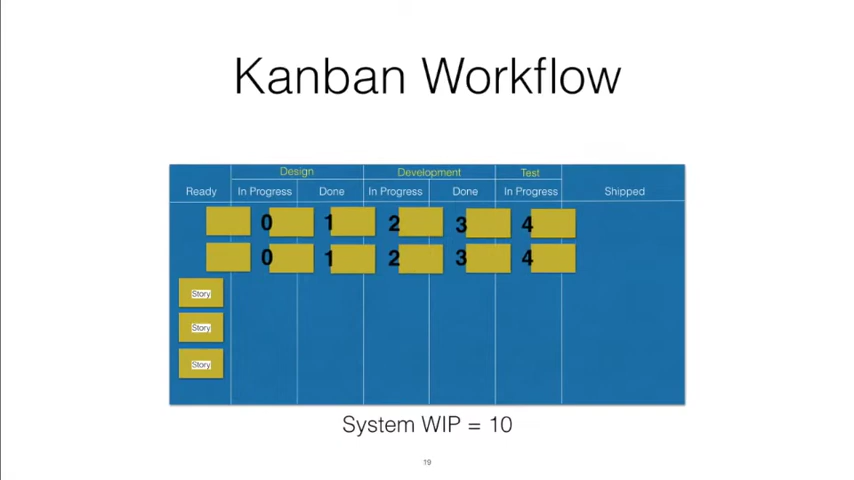 Kanban Workflow
Design Development Test
Ready In Progress Done In Progress Done In Progress Shipped
0 1 2 3 4
0 1 2 3 4
Story
Story
Story
System WIP = 10
19